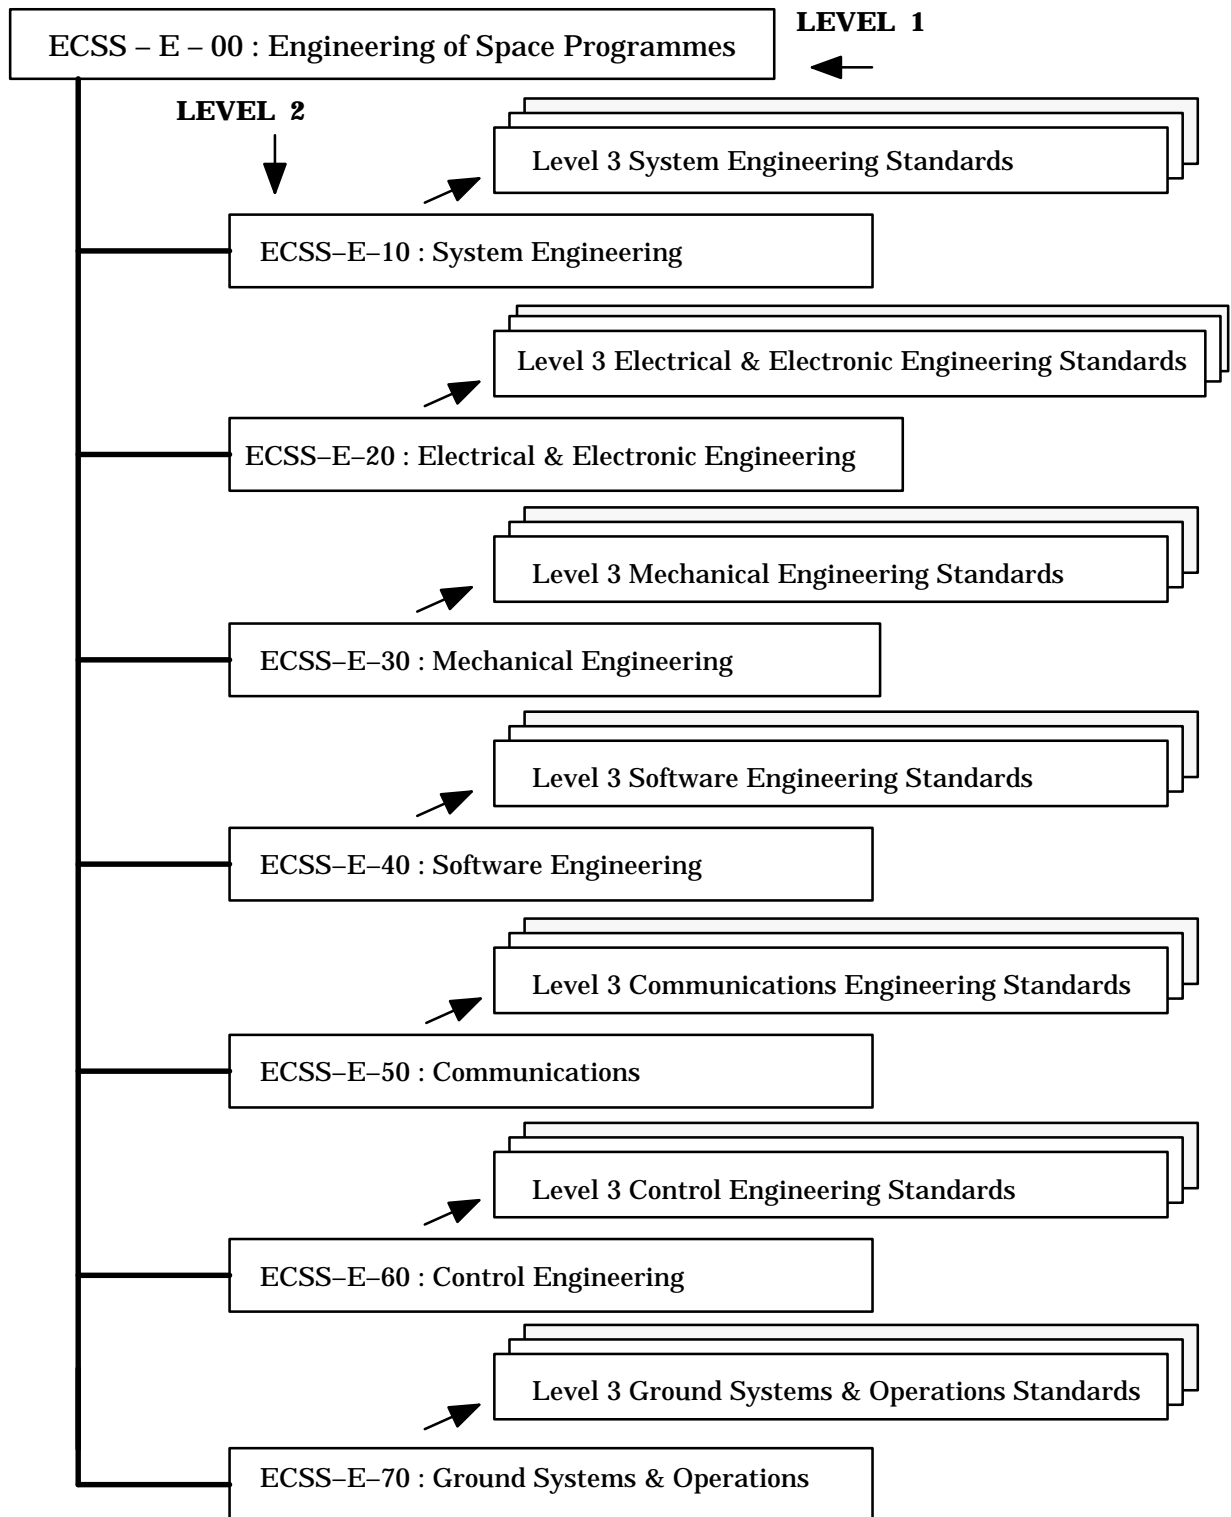 LEVEL 1
ECSS – E – 00 : Engineering of Space Programmes
LEVEL 2
Level 3 System Engineering Standards
ECSS–E–10 : System Engineering
Level 3 Electrical & Electronic Engineering Standards
ECSS–E–20 : Electrical & Electronic Engineering
Level 3 Mechanical Engineering Standards
ECSS–E–30 : Mechanical Engineering
Level 3 Software Engineering Standards
ECSS–E–40 : Software Engineering
Level 3 Communications Engineering Standards
ECSS–E–50 : Communications
Level 3 Control Engineering Standards
ECSS–E–60 : Control Engineering
Level 3 Ground Systems & Operations Standards
ECSS–E–70 : Ground Systems & Operations